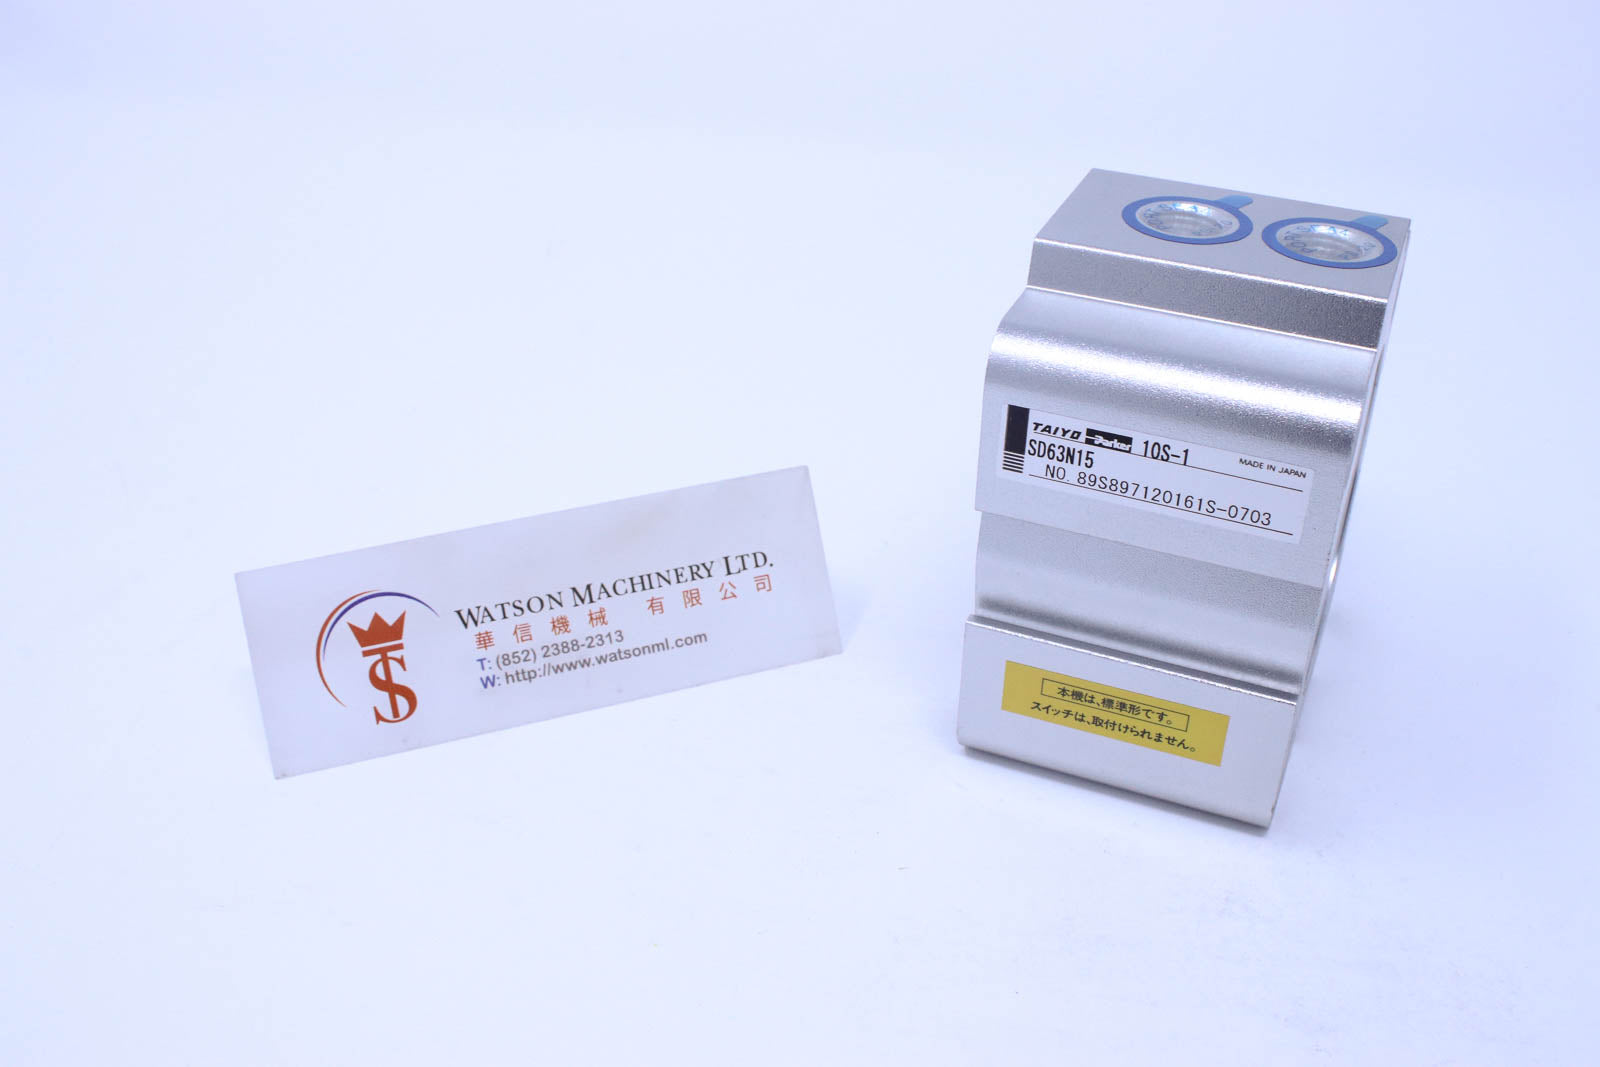 WATSON MACHINERY LTD.
華信機械 有限公司
T: (852) 2388-2313
W: http://www.watsonml.com
TAIYO Parker 10S-1 MADE IN JAPAN
SD63N15
NO. 89S897120161S-0703
本機は、標準形です。
スイッチは、取付けられません。